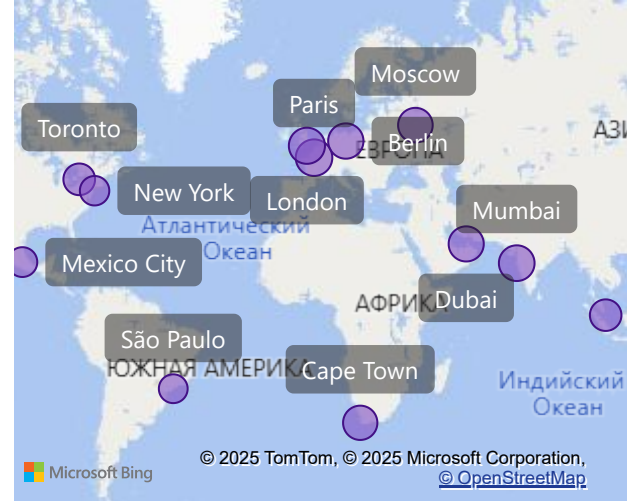 Moscow
Paris
Toronto
АЗИ
Berlin
ЕВРОПА
New York
London
Mumbai
Атлантический
Океан
Mexico City
Dubai
АФРИКА
São Paulo
ЮЖНАЯ АМЕРИКА
Cape Town
Индийский
Океан
Microsoft Bing
© 2025 TomTom, © 2025 Microsoft Corporation,
© OpenStreetMap